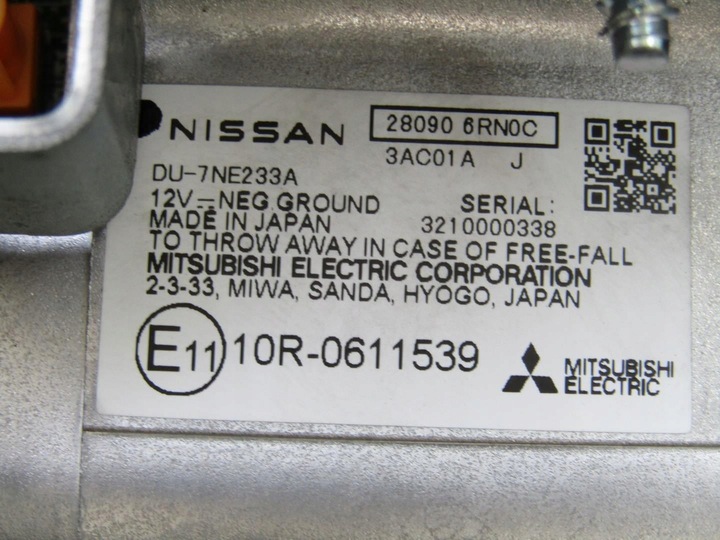 NISSAN
28090 6RN0C
3AC01A J
DU-7NE233A
12V⎓NEG.GROUND SERIAL:
MADE IN JAPAN 3210000338
TO THROW AWAY IN CASE OF FREE-FALL
MITSUBISHI ELECTRIC CORPORATION
2-3-33, MIWA, SANDA, HYOGO, JAPAN
E11 10R-0611539
MITSUBISHI
ELECTRIC